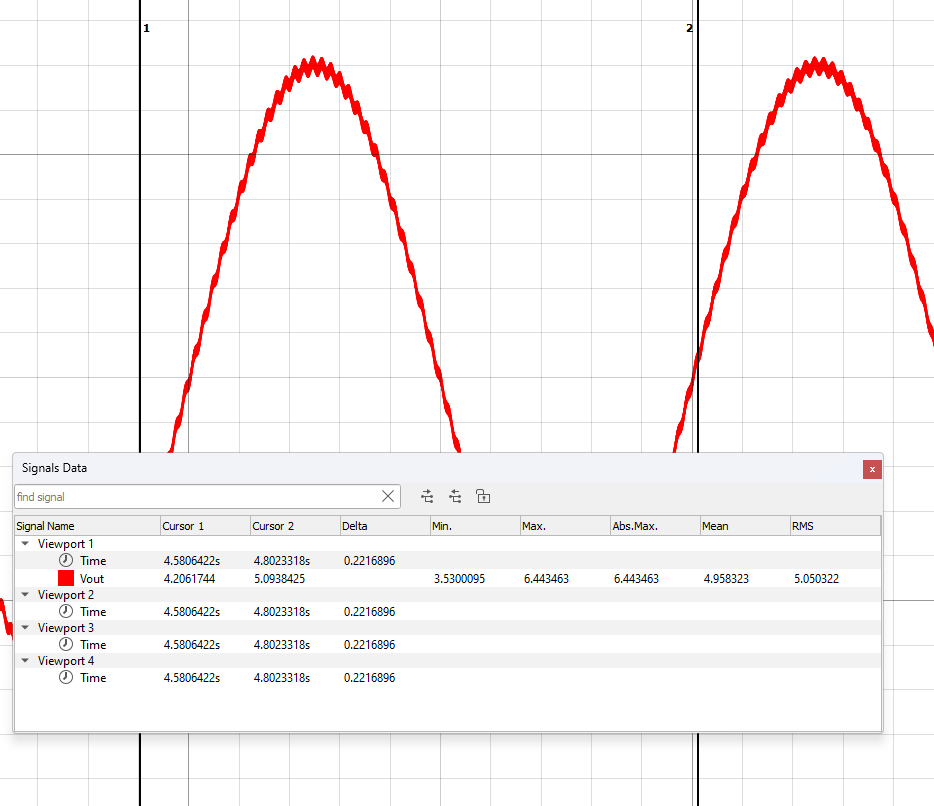 1 2
Signals Data x
find signal
Signal Name Cursor 1 Cursor 2 Delta Min. Max. Abs.Max. Mean RMS
Viewport 1
Time 4.5806422s 4.8023318s 0.2216896
Vout 4.2061744 5.0938425 3.5300095 6.443463 6.443463 4.958323 5.050322
Viewport 2
Time 4.5806422s 4.8023318s 0.2216896
Viewport 3
Time 4.5806422s 4.8023318s 0.2216896
Viewport 4
Time 4.5806422s 4.8023318s 0.2216896